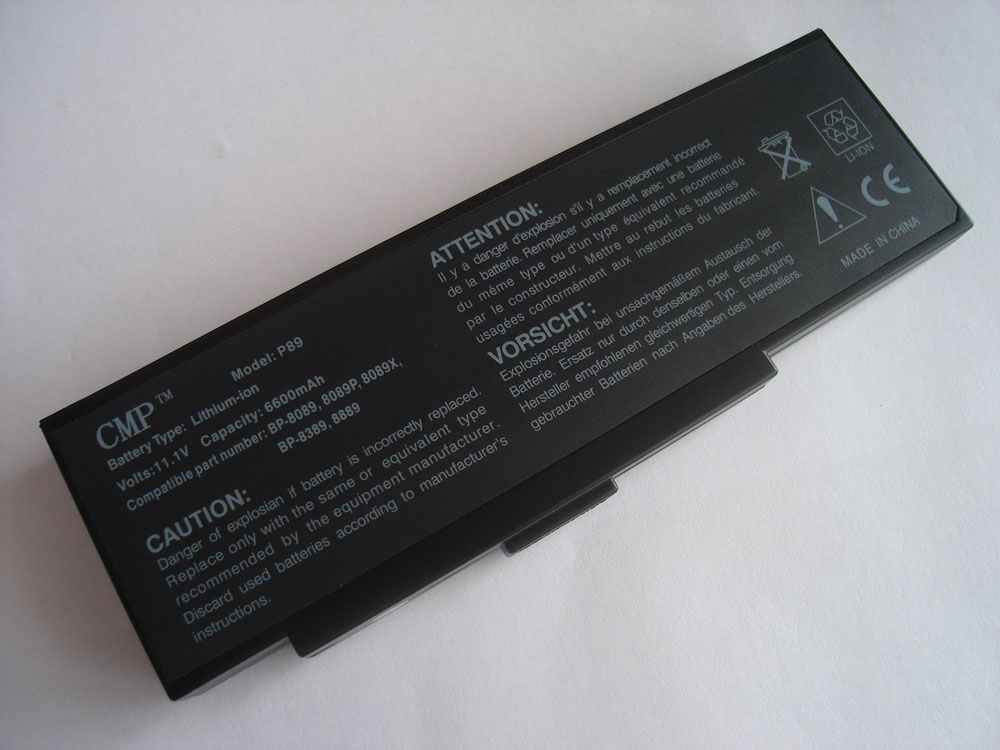 CMP™
Model: P89
Battery Type: Lithium-Ion
Volts:11.1V Capacity: 6600mAh
Compatible part number: BP-8089, 8089P, 8089X,
BP-8389, 8889
CAUTION:
Danger of explosian if battery is incorrectly replaced.
Replace only with the same or equivalent type
recommended by the equipment manufacturer.
Discard used batteries according to manufacturer's
instructions.
ATTENTION:
Il y a danger d'explosion s'il y a remplacement incorrect
de la batterie. Remplacer uniquement avec une batterie
du même type ou d'un type équivalent recommandé
par le constructeur. Mettre au rebut les batteries
usagées conformément aux instructions du fabricant.
VORSICHT:
Explosionsgefahr bei unsachgemäßem Austausch der
Batterie. Ersatz nur durch denselben oder einen vom
Hersteller empfohlenen gleichwertigen Typ. Entsorgung
gebrauchter Batterien nach Angaben des Herstellers.
LI-ION
CE
MADE IN CHINA